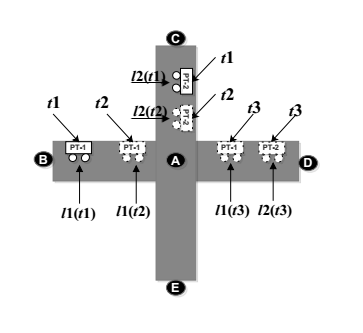 C
l2(t1)
PT-2
t1
l2(t2)
PT-2
t2
t1
t2
t3
t3
PT-1
PT-1
PT-1
PT-2
B
A
D
l1(t1)
l1(t2)
l1(t3)
l2(t3)
E